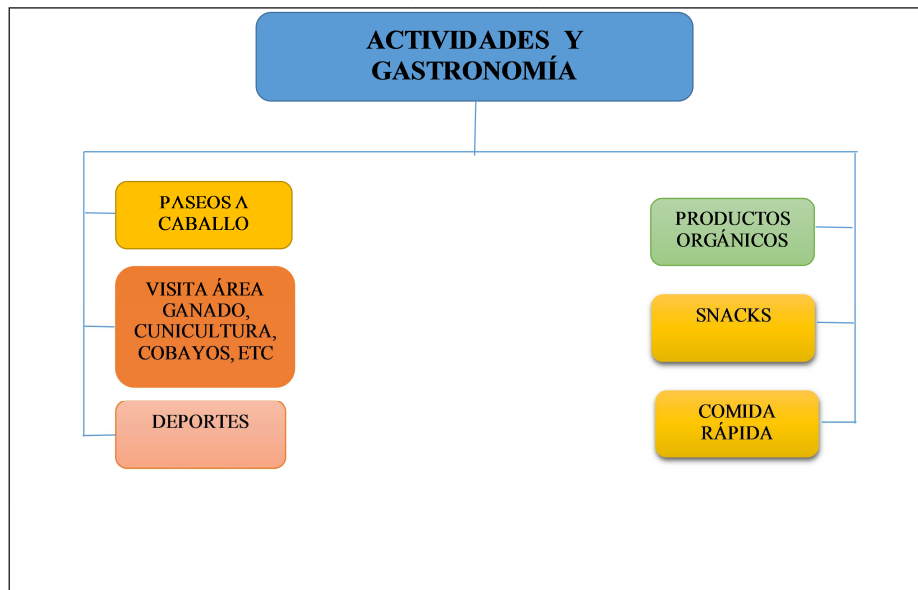 ACTIVIDADES Y
GASTRONOMÍA
PASEOS A
CABALLO
VISITA ÁREA
GANADO,
CUNICULTURA,
COBAYOS, ETC
DEPORTES
PRODUCTOS
ORGÁNICOS
SNACKS
COMIDA
RÁPIDA